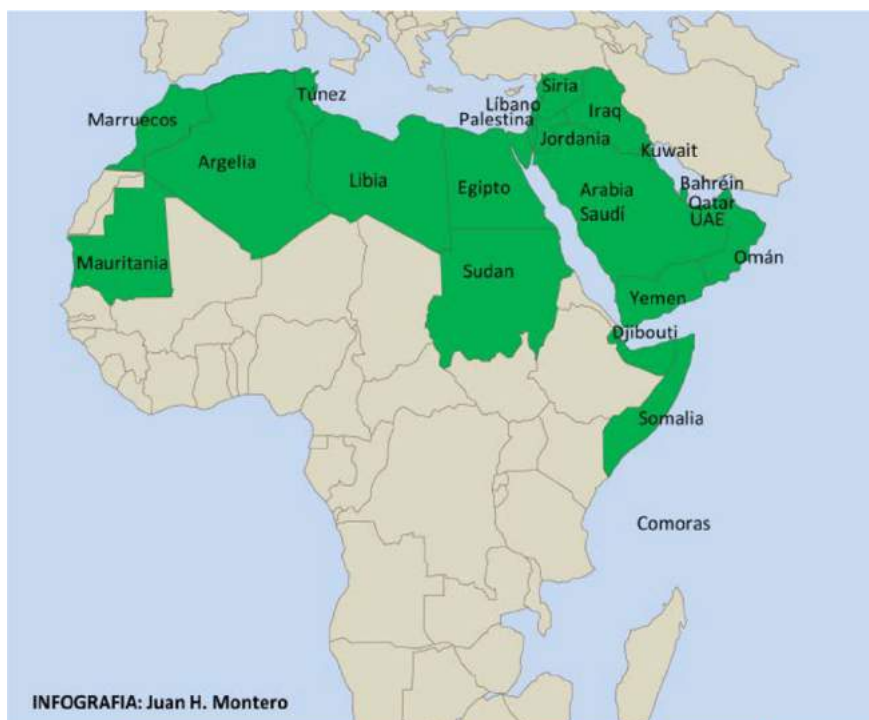 Siria
Túnez
Líbano
Iraq
Marruecos
Palestina
Jordania
Kuwait
Argelia
Libia
Egipto
Arabia
Saudí
Bahréin
Qatar
UAE
Mauritania
Sudan
Omán
Yemen
Djibouti
Somalia
Comoras
INFOGRAFIA: Juan H. Montero